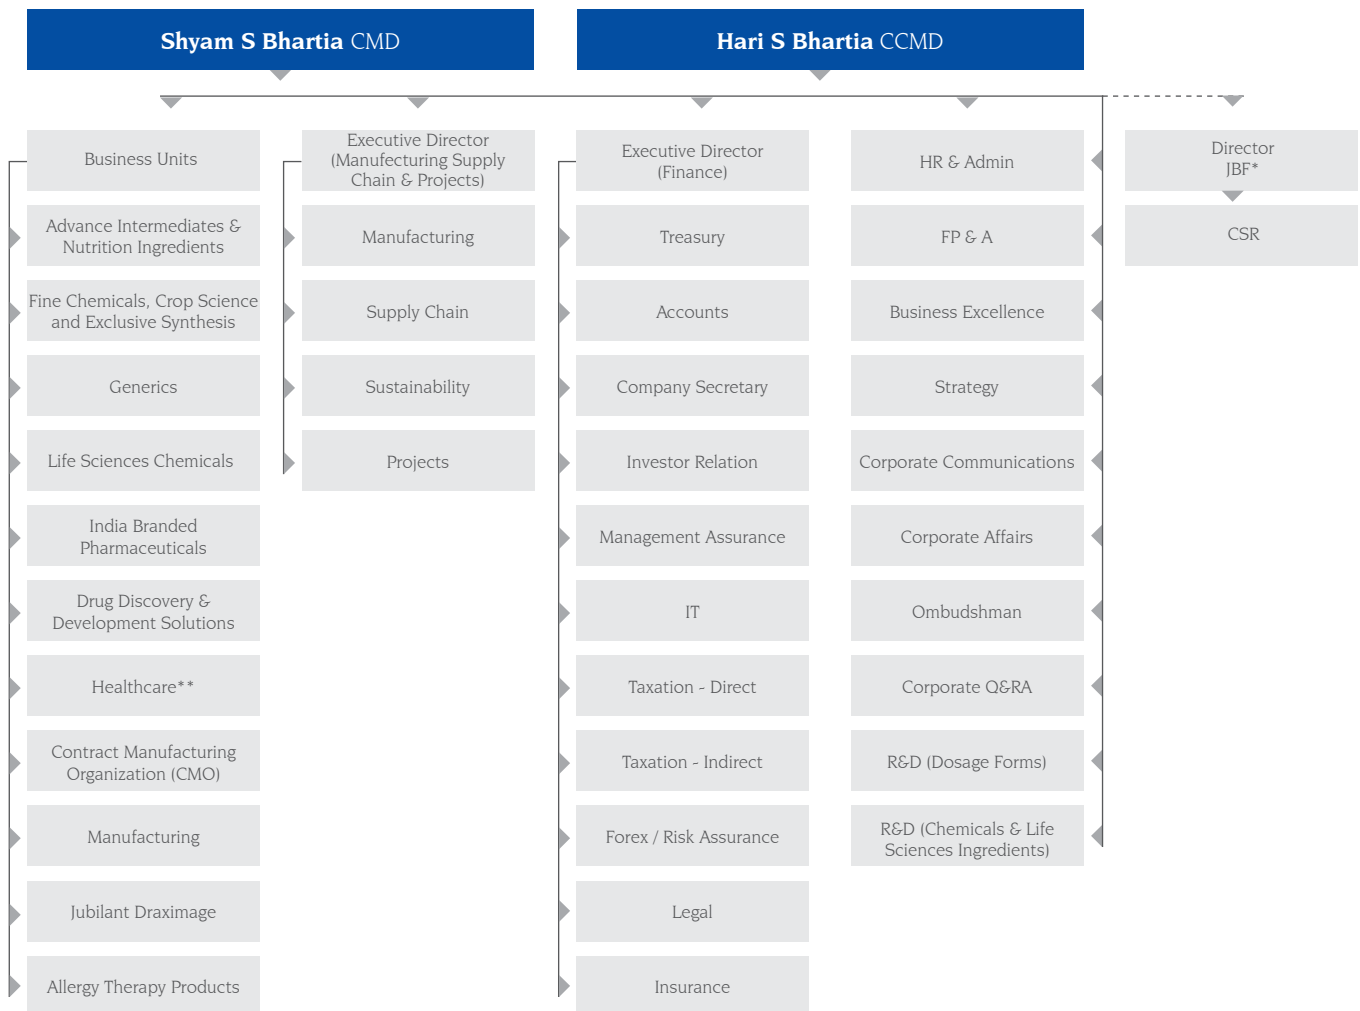 Shyam S Bhartia CMD
Hari S Bhartia CCMD
Business Units
Advance Intermediates &
Nutrition Ingredients
Fine Chemicals, Crop Science
and Exclusive Synthesis
Generics
Life Sciences Chemicals
India Branded
Pharmaceuticals
Drug Discovery &
Development Solutions
Healthcare**
Contract Manufacturing
Organization (CMO)
Manufacturing
Jubilant Draximage
Allergy Therapy Products
Executive Director
(Manufecturing Supply
Chain & Projects)
Manufacturing
Supply Chain
Sustainability
Projects
Executive Director
(Finance)
Treasury
Accounts
Company Secretary
Investor Relation
Management Assurance
IT
Taxation - Direct
Taxation - Indirect
Forex / Risk Assurance
Legal
Insurance
HR & Admin
FP & A
Business Excellence
Strategy
Corporate Communications
Corporate Affairs
Ombudshman
Corporate Q&RA
R&D (Dosage Forms)
R&D (Chemicals & Life
Sciences Ingredients)
Director
JBF*
CSR